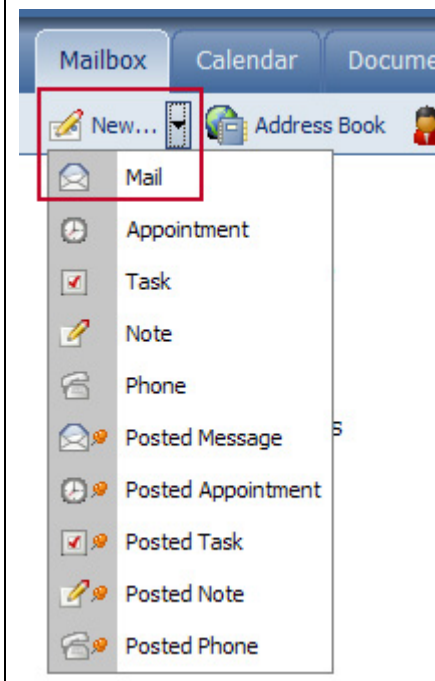 Mailbox Calendar Docume
New... Address Book
Mail
Appointment
Task
Note
Phone
Posted Message s
Posted Appointment
Posted Task
Posted Note
Posted Phone